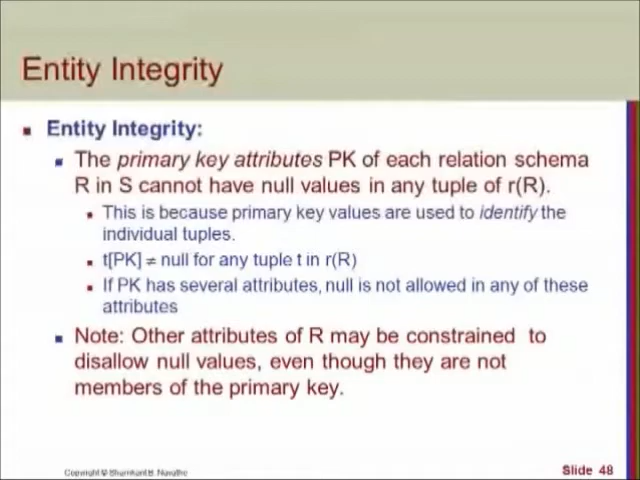 Entity Integrity
Entity Integrity:
The primary key attributes PK of each relation schema
R in S cannot have null values in any tuple of r(R).
This is because primary key values are used to identify the
individual tuples.
t[PK] ≠ null for any tuple t in r(R)
If PK has several attributes, null is not allowed in any of these
attributes
Note: Other attributes of R may be constrained to
disallow null values, even though they are not
members of the primary key.
Copyright © Shamkant B. Navathe
Slide 48